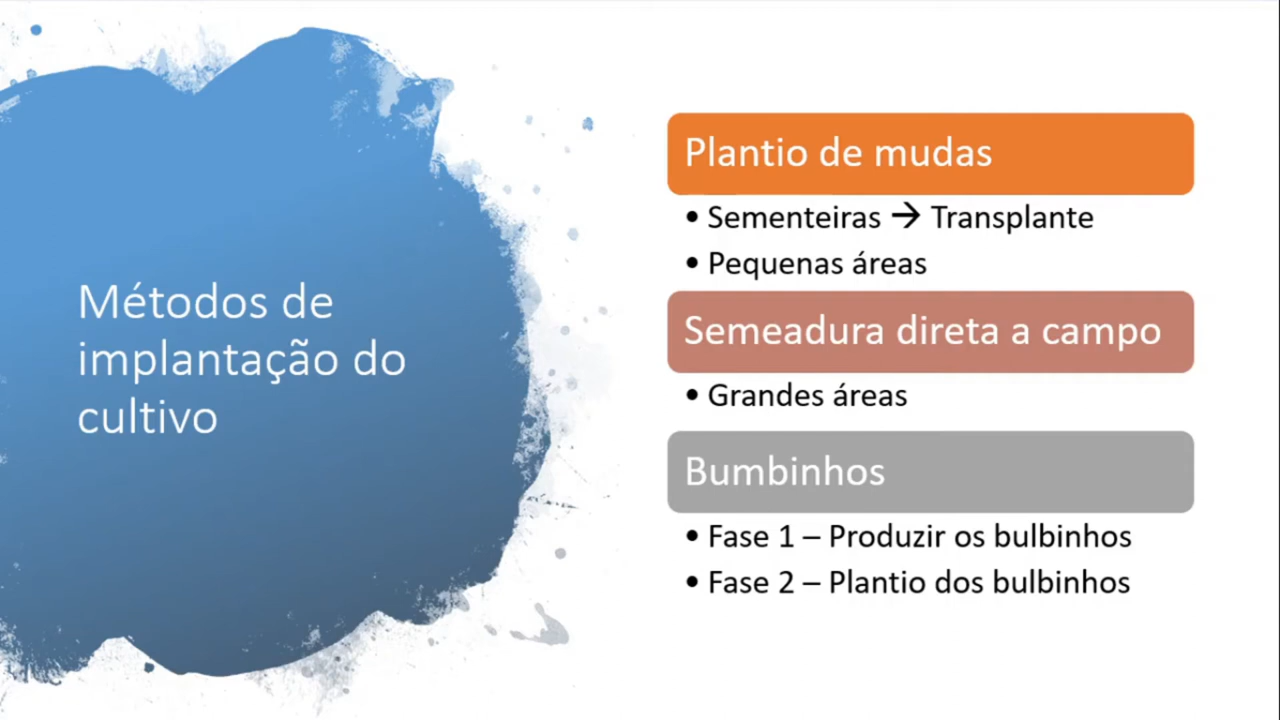 Métodos de
implantação do
cultivo
Plantio de mudas
• Sementeiras → Transplante
• Pequenas áreas
Semeadura direta a campo
• Grandes áreas
Bumbinhos
• Fase 1 – Produzir os bulbinhos
• Fase 2 – Plantio dos bulbinhos